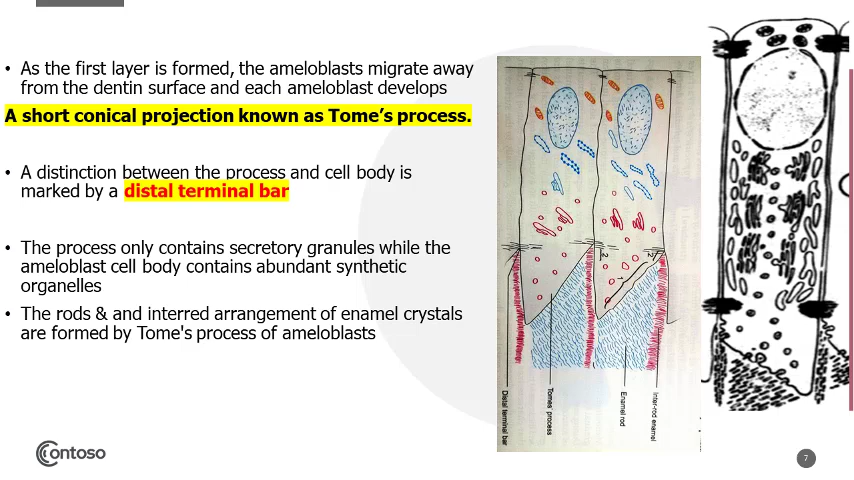 • As the first layer is formed, the ameloblasts migrate away
from the dentin surface and each ameloblast develops
A short conical projection known as Tome’s process.
• A distinction between the process and cell body is
marked by a distal terminal bar
• The process only contains secretory granules while the
ameloblast cell body contains abundant synthetic
organelles
• The rods & and interred arrangement of enamel crystals
are formed by Tome's process of ameloblasts
2
2
1
Inter-rod enamel
Enamel rod
Tomes' process
Distal terminal bar
Contoso
7